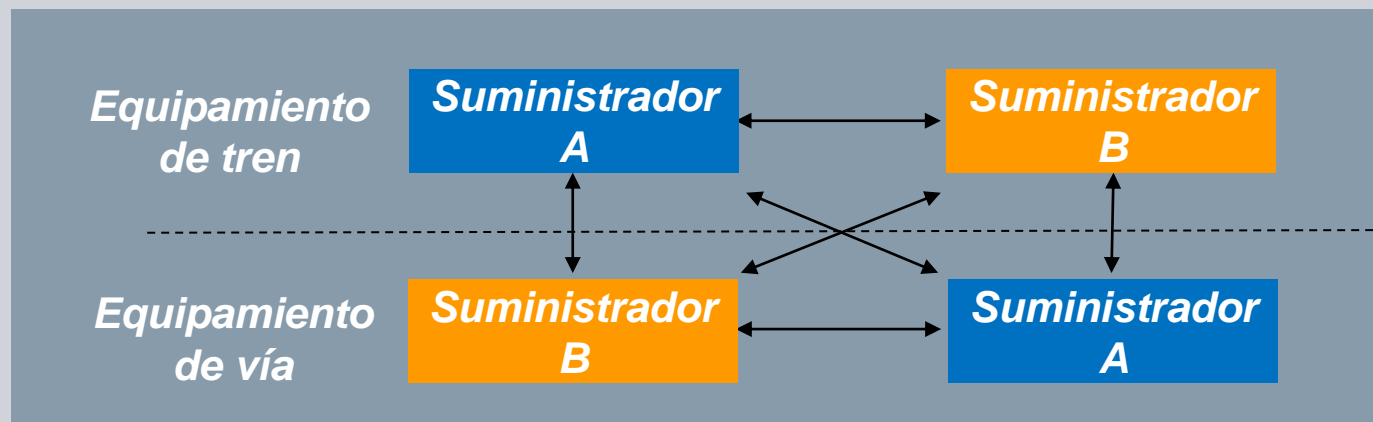 Equipamiento
de tren
Suministrador
A
Suministrador
B
Equipamiento
de vía
Suministrador
B
Suministrador
A